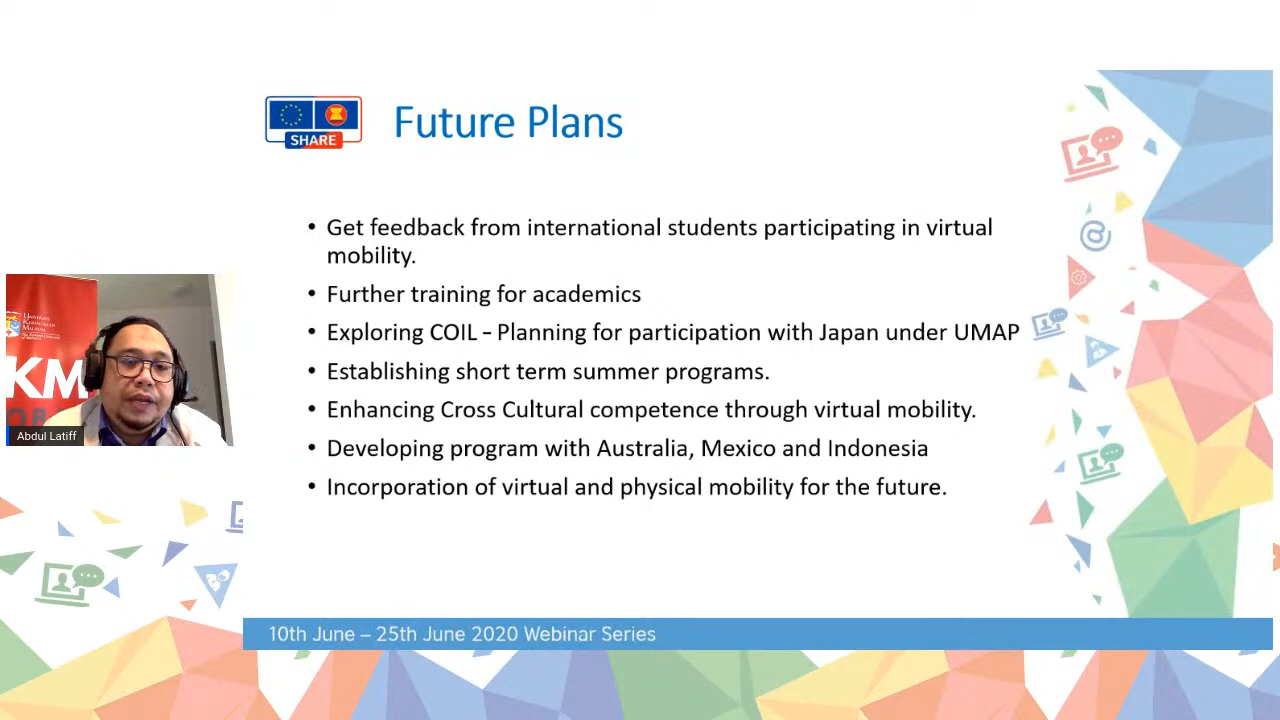 SHARE
Future Plans
• Get feedback from international students participating in virtual
mobility.
• Further training for academics
• Exploring COIL – Planning for participation with Japan under UMAP
• Establishing short term summer programs.
• Enhancing Cross Cultural competence through virtual mobility.
• Developing program with Australia, Mexico and Indonesia
• Incorporation of virtual and physical mobility for the future.
UNIVERSITI
KEBANGSAAN
MALAYSIA
KM
Abdul Latiff
10th June – 25th June 2020 Webinar Series